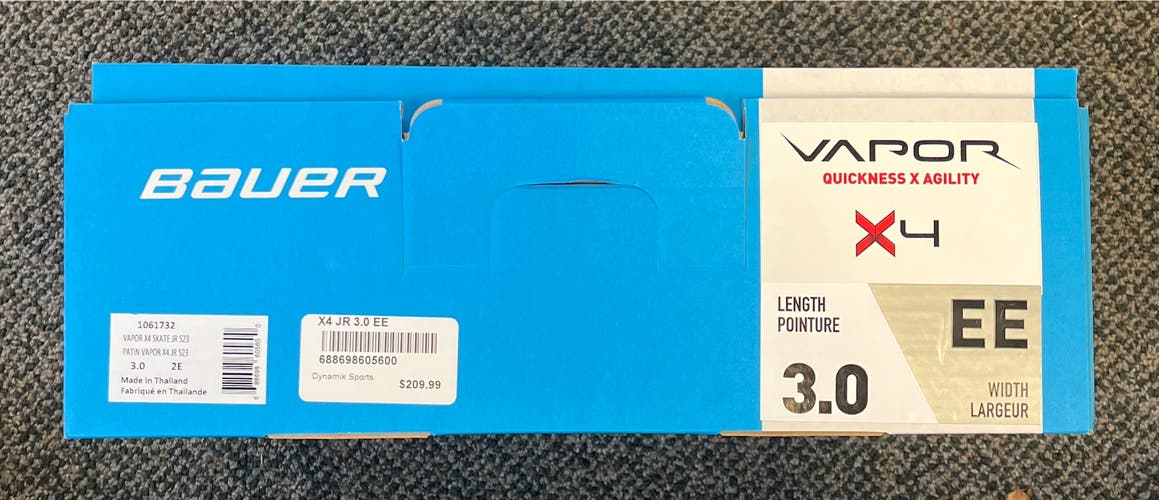 BAUER
1061732
VAPOR X4 SKATE JR S23
PATIN VAPOR X4 JR S23
3.0 2E
Made in Thailand
Fabriqué en Thaïlande
X4 JR 3.0 EE
688698605600
Dynamik Sports
$209.99
VAPOR
QUICKNESS X AGILITY
X4
LENGTH
POINTURE
3.0
EE
WIDTH
LARGEUR